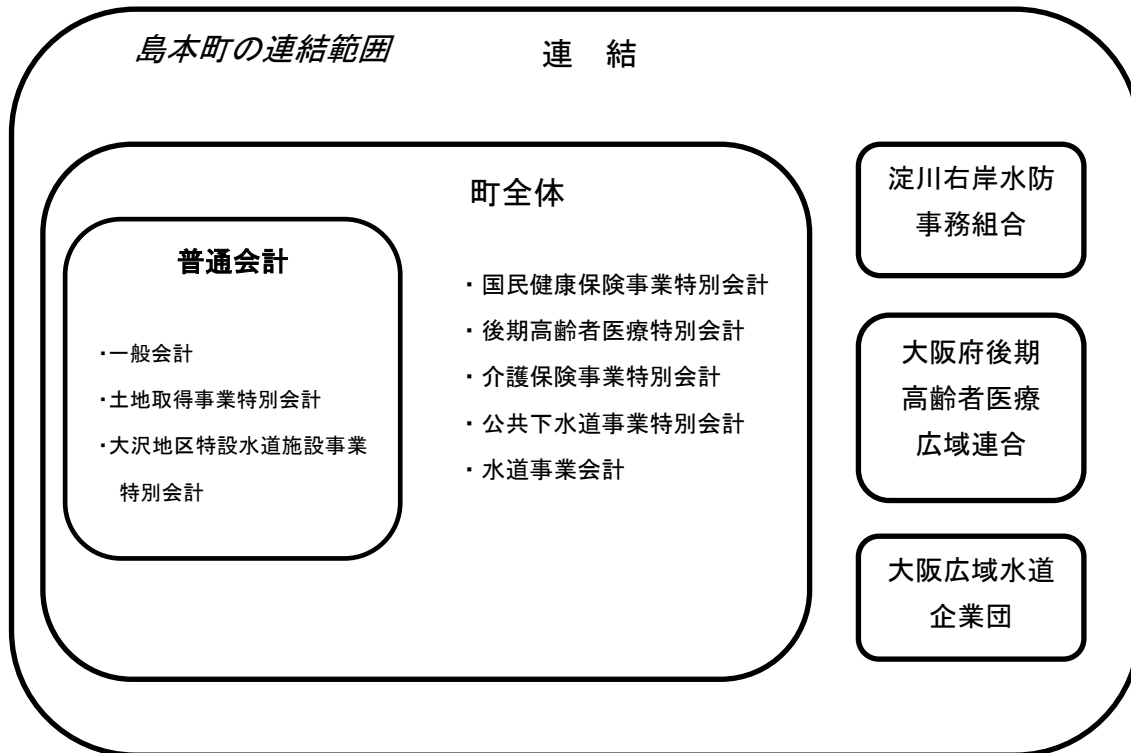 島本町の連結範囲
連 結
町全体
普通会計
・一般会計
・土地取得事業特別会計
・大沢地区特設水道施設事業
特別会計
・国民健康保険事業特別会計
・後期高齢者医療特別会計
・介護保険事業特別会計
・公共下水道事業特別会計
・水道事業会計
淀川右岸水防
事務組合
大阪府後期
高齢者医療
広域連合
大阪広域水道
企業団